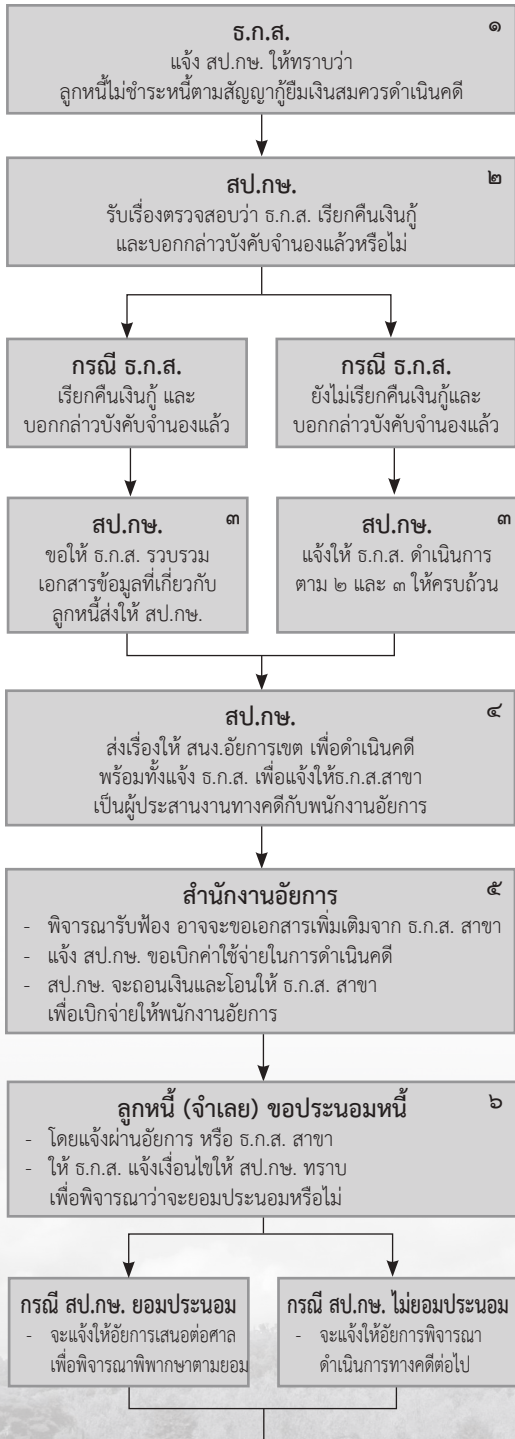 ธ.ก.ส. ๑
แจ้ง สป.กษ. ให้ทราบว่า
ลูกหนี้ไม่ชำระหนี้ตามสัญญากู้ยืมเงินสมควรดำเนินคดี
สป.กษ. ๒
รับเรื่องตรวจสอบว่า ธ.ก.ส. เรียกคืนเงินกู้
และบอกกล่าวบังคับจำนองแล้วหรือไม่
กรณี ธ.ก.ส.
เรียกคืนเงินกู้ และ
บอกกล่าวบังคับจำนองแล้ว
กรณี ธ.ก.ส.
ยังไม่เรียกคืนเงินกู้และ
บอกกล่าวบังคับจำนองแล้ว
สป.กษ. ๓
ขอให้ ธ.ก.ส. รวบรวม
เอกสารข้อมูลที่เกี่ยวกับ
ลูกหนี้ส่งให้ สป.กษ.
สป.กษ. ๓
แจ้งให้ ธ.ก.ส. ดำเนินการ
ตาม ๒ และ ๓ ให้ครบถ้วน
สป.กษ. ๔
ส่งเรื่องให้ สนง.อัยการเขต เพื่อดำเนินคดี
พร้อมทั้งแจ้ง ธ.ก.ส. เพื่อแจ้งให้ธ.ก.ส.สาขา
เป็นผู้ประสานงานทางคดีกับพนักงานอัยการ
สำนักงานอัยการ ๕
- พิจารณารับฟ้อง อาจจะขอเอกสารเพิ่มเติมจาก ธ.ก.ส. สาขา
- แจ้ง สป.กษ. ขอเบิกค่าใช้จ่ายในการดำเนินคดี
- สป.กษ. จะถอนเงินและโอนให้ ธ.ก.ส. สาขา
เพื่อเบิกจ่ายให้พนักงานอัยการ
ลูกหนี้ (จำเลย) ขอประนอมหนี้ ๖
- โดยแจ้งผ่านอัยการ หรือ ธ.ก.ส. สาขา
- ให้ ธ.ก.ส. แจ้งเงื่อนไขให้ สป.กษ. ทราบ
เพื่อพิจารณาว่าจะยอมประนอมหรือไม่
กรณี สป.กษ. ยอมประนอม
- จะแจ้งให้อัยการเสนอต่อศาล
เพื่อพิจารณาพิพากษาตามยอม
กรณี สป.กษ. ไม่ยอมประนอม
- จะแจ้งให้อัยการพิจารณา
ดำเนินการทางคดีต่อไป